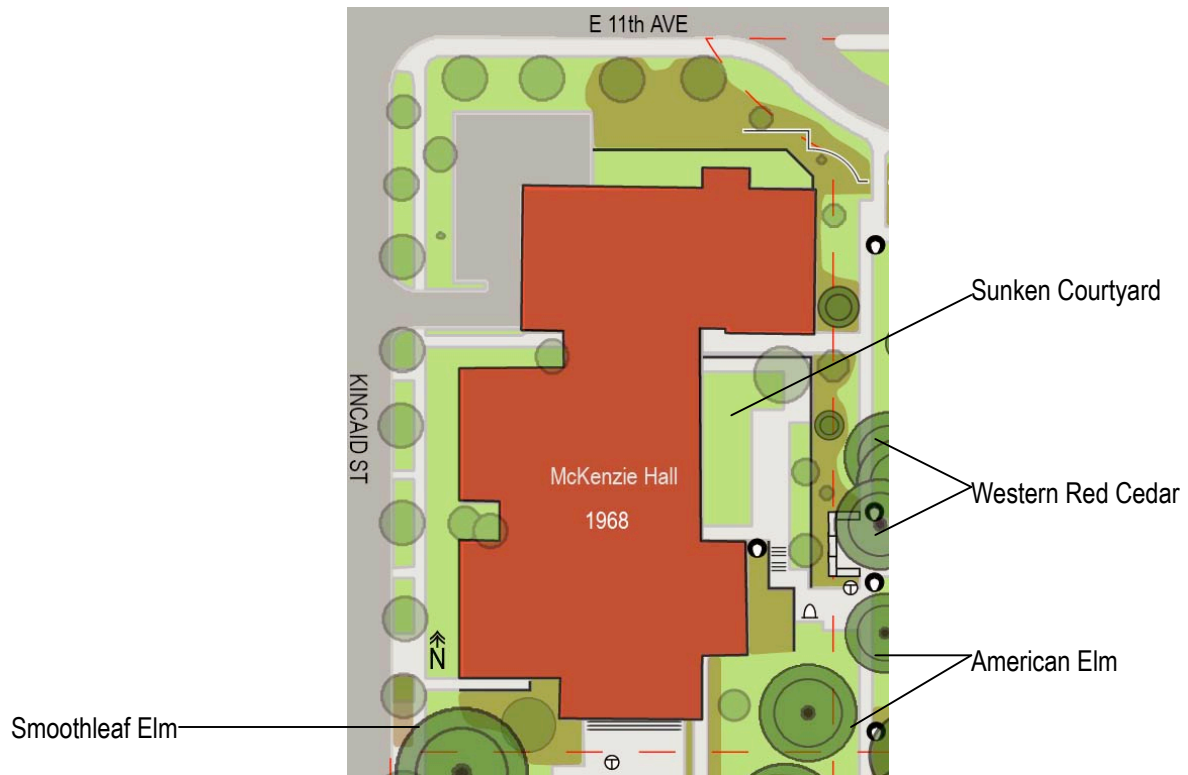 E 11th AVE
Sunken Courtyard
KINCAID ST
McKenzie Hall
1968
Western Red Cedar
N
American Elm
Smoothleaf Elm
T
T